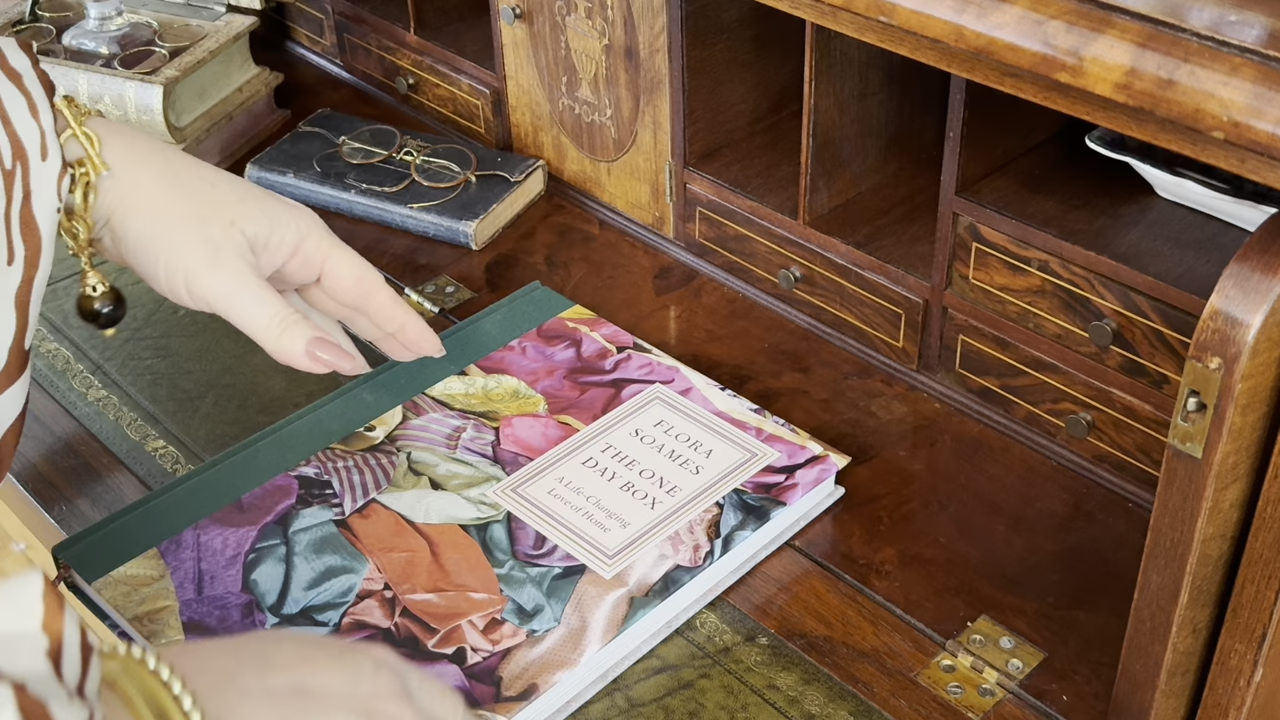 FLORA
SOAMES
THE ONE
DAY BOX
A Life-Changing
Love of Home